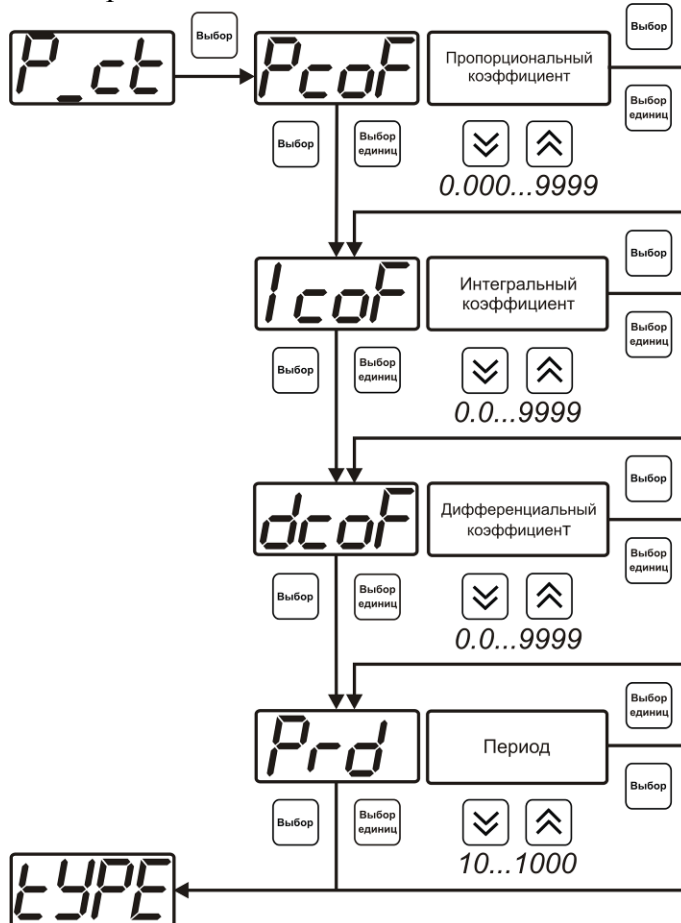 P_ct
Выбор
PcoF
Пропорциональный
коэффициент
Выбор
Выбор
единиц
Выбор
Выбор
единиц
0.000...9999
IcoF
Интегральный
коэффициент
Выбор
Выбор
единиц
Выбор
Выбор
единиц
0.0...9999
dcoF
Дифференциальный
коэффициент
Выбор
Выбор
единиц
Выбор
Выбор
единиц
0.0...9999
Prd
Период
Выбор
единиц
Выбор
Выбор
Выбор
единиц
10...1000
tYPE